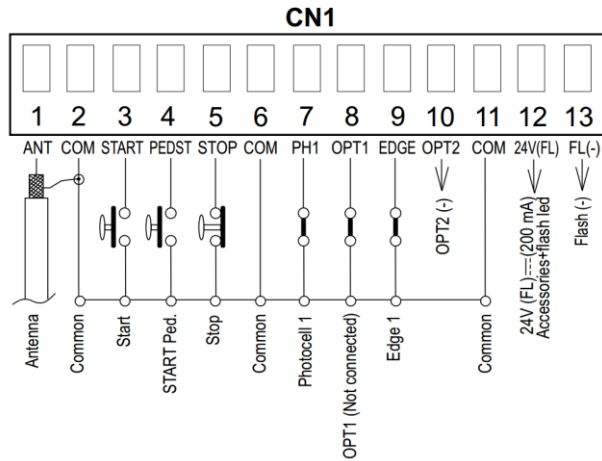 CN1
1 2 3 4 5 6 7 8 9 10 11 12 13
ANT COM START PEDST STOP COM PH1 OPT1 EDGE OPT2 COM 24V(FL) FL(-)
Antenna
Common
Start
START Ped.
Stop
Common
Photocell 1
OPT1 (Not connected)
Edge 1
OPT2 (-)
Common
24V (FL)⎓(200 mA)
Accessories+flash led
Flash (-)